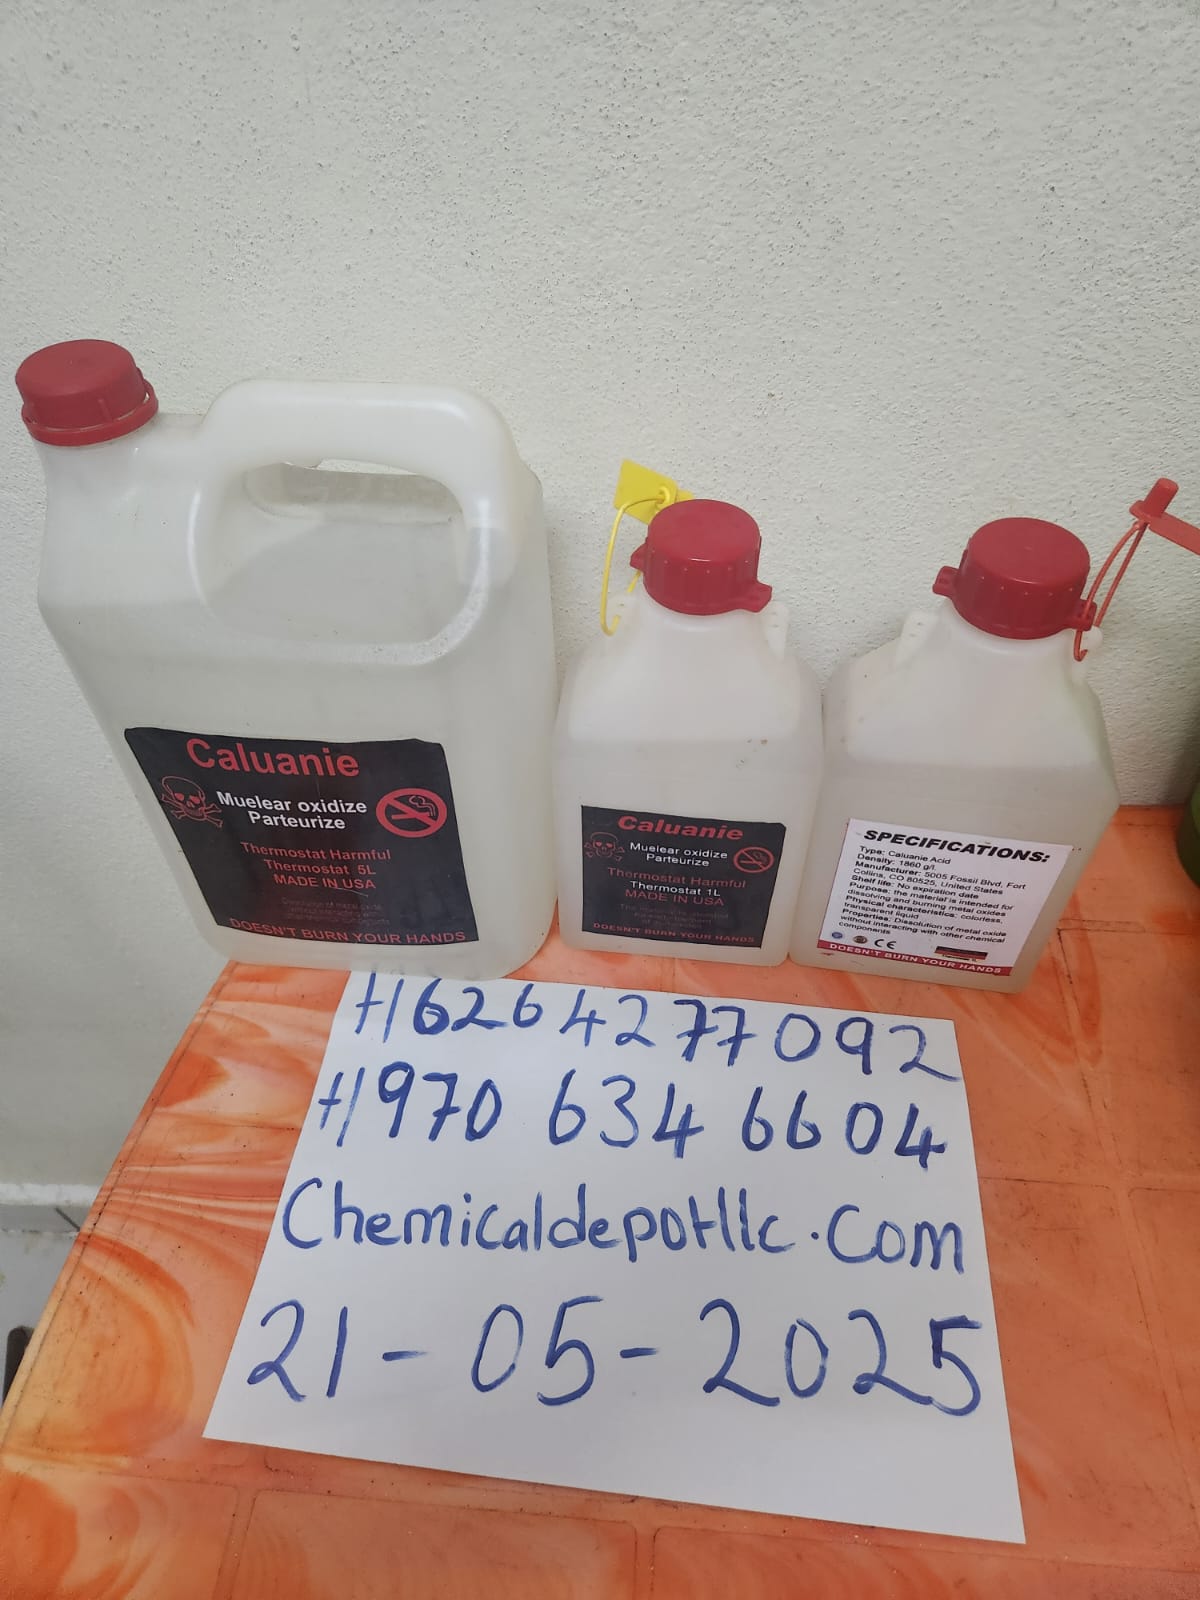 Caluanie
Muelear oxidize
Parteurize
Thermostat Harmful
Thermostat 5L
MADE IN USA
DOESN'T BURN YOUR HANDS
Caluanie
Muelear oxidize
Parteurize
Thermostat Harmful
Thermostat 1L
MADE IN USA
DOESN'T BURN YOUR HANDS
SPECIFICATIONS:
Type: Caluanie Acid
Density: 1860 g/l.
Manufacturer: 5005 Fossil Blvd, Fort
Collins, CO 80525, United States
Shelf life: No expiration date
Purpose: the material is intended for
dissolving and burning metal oxides
Physical characteristics: colorless,
transparent liquid
Properties: Dissolution of metal oxide
without interacting with other chemical
components
CE
DOESN'T BURN YOUR HANDS
+16264277092
+1970 634 6604
Chemicaldepotllc.Com
21-05-2025